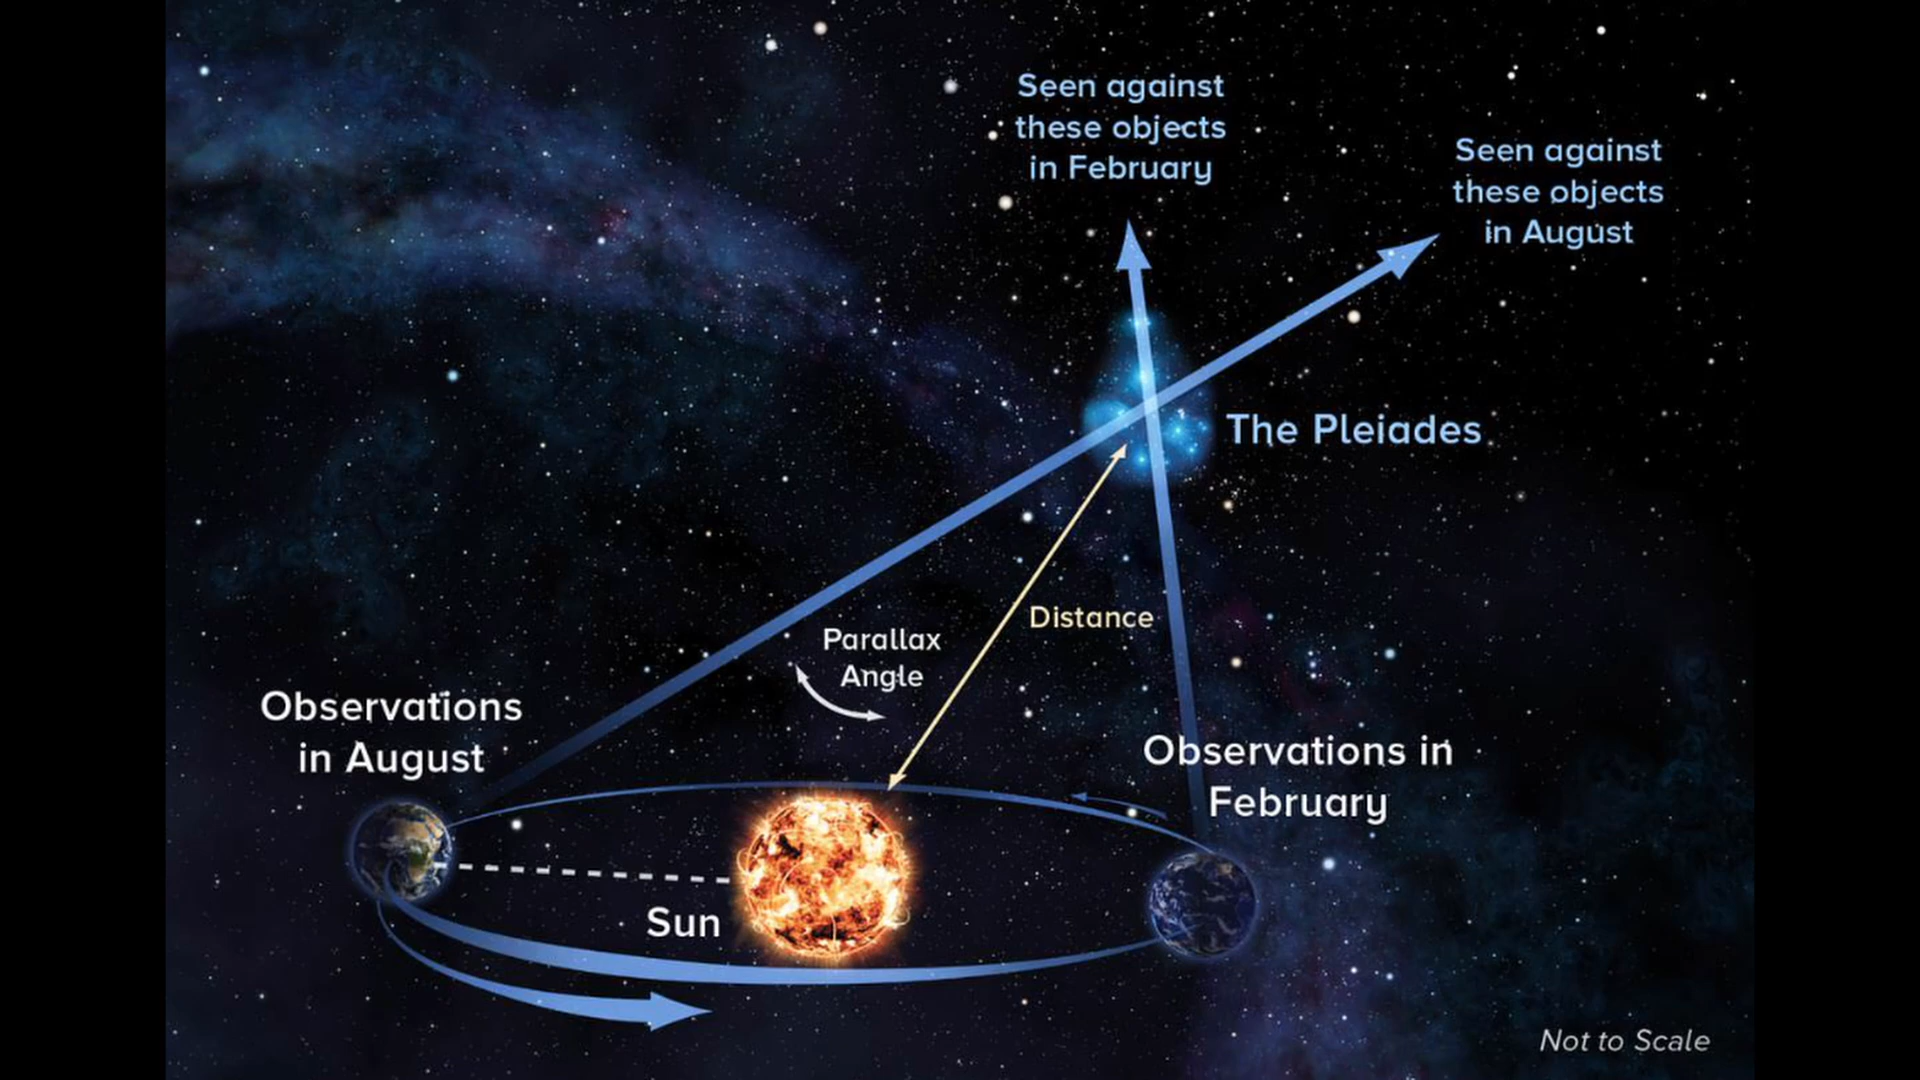 Seen against
these objects
in February
Seen against
these objects
in August
The Pleiades
Distance
Parallax
Angle
Observations
in August
Observations in
February
Sun
Not to Scale